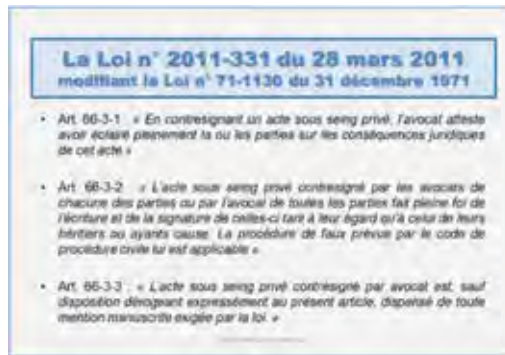 La Loi n° 2011-331 du 28 mars 2011
modifiant la Loi n° 71-1130 du 31 décembre 1971
• Art. 66-3-1 : « En contresignant un acte sous seing privé, l'avocat atteste
avoir éclairé pleinement la ou les parties sur les conséquences juridiques
de cet acte »
• Art. 66-3-2 : « L'acte sous seing privé contresigné par les avocats de
chacune des parties ou par l'avocat de toutes les parties fait pleine foi de
l'écriture et de la signature de celles-ci tant à leur égard qu'à celui de leurs
héritiers ou ayants cause. La procédure de faux prévue par le code de
procédure civile lui est applicable »
• Art. 66-3-3 : « L'acte sous seing privé contresigné par avocat est, sauf
disposition dérogeant expressément au présent article, dispensé de toute
mention manuscrite exigée par la loi. »